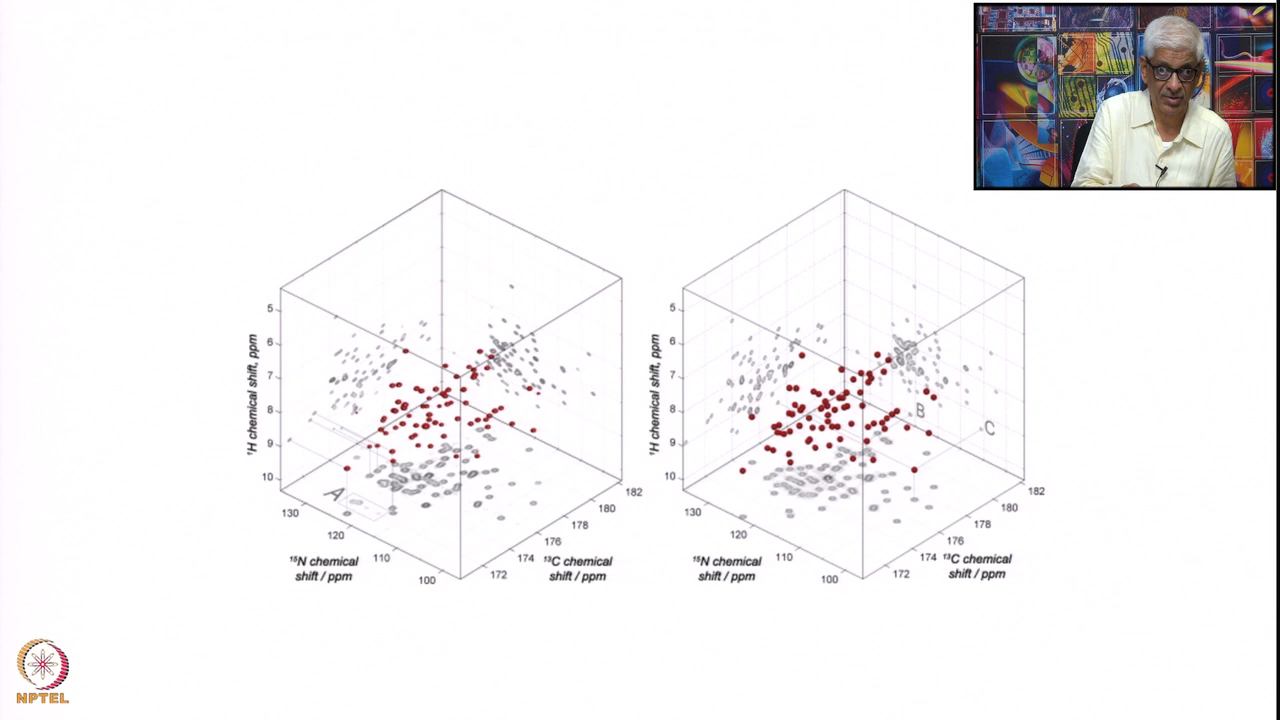 5
6
7
8
9
10
¹H chemical shift, ppm
A
130
120
110
100
¹⁵N chemical
shift / ppm
172
174
176
178
180
182
¹³C chemical
shift / ppm
5
6
7
8
9
10
¹H chemical shift, ppm
B
C
130
120
110
100
¹⁵N chemical
shift / ppm
172
174
176
178
180
182
¹³C chemical
shift / ppm
NPTEL